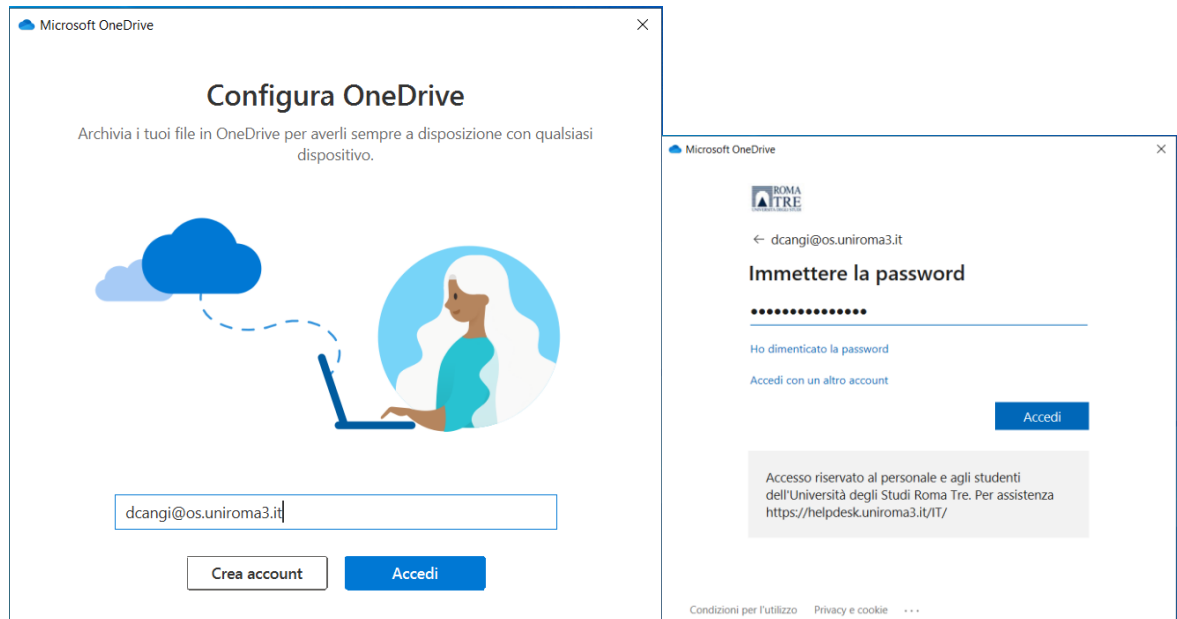 Microsoft OneDrive
Configura OneDrive
Archivia i tuoi file in OneDrive per averli sempre a disposizione con qualsiasi
dispositivo.
dcangi@os.uniroma3.it
Crea account
Accedi
Microsoft OneDrive
ROMA
TRE
UNIVERSITÀ DEGLI STUDI
← dcangi@os.uniroma3.it
Immettere la password
•••••••••••••••
Ho dimenticato la password
Accedi con un altro account
Accedi
Accesso riservato al personale e agli studenti
dell'Università degli Studi Roma Tre. Per assistenza
https://helpdesk.uniroma3.it/IT/
Condizioni per l'utilizzo Privacy e cookie ...